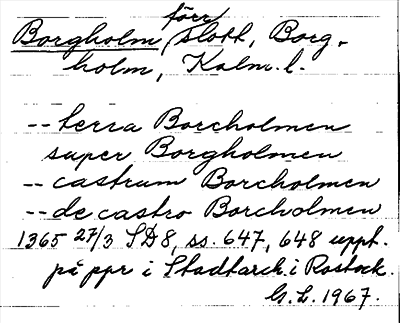 förr
Borgholm, slott, Borg-
holm, Kalm. l.
-- terra Borcholmen
super Borgholmen
-- castrum Borcholmen
-- de castro Borcholmen
1365 27/3 SD 8, ss. 647, 648 uppt.
på ppr i Stadtarch. i Rostock.
G. L. 1967.